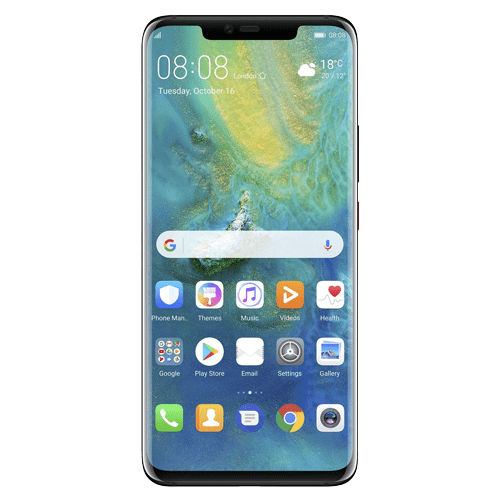 08:08
08:08 London
18°C
20 / 12°
Tuesday, October 16
G
Phone Man.. Themes Music Videos Health
Google Play Store Email Settings Gallery